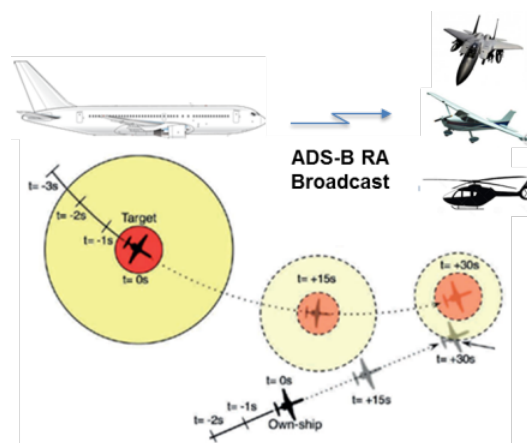 ADS-B RA
Broadcast
t= -3s
t= -2s
t= -1s
Target
t= 0s
t= +15s
t= +30s
t= 0s
t= -1s
t= -2s
Own-ship
t= +15s
t= +30s